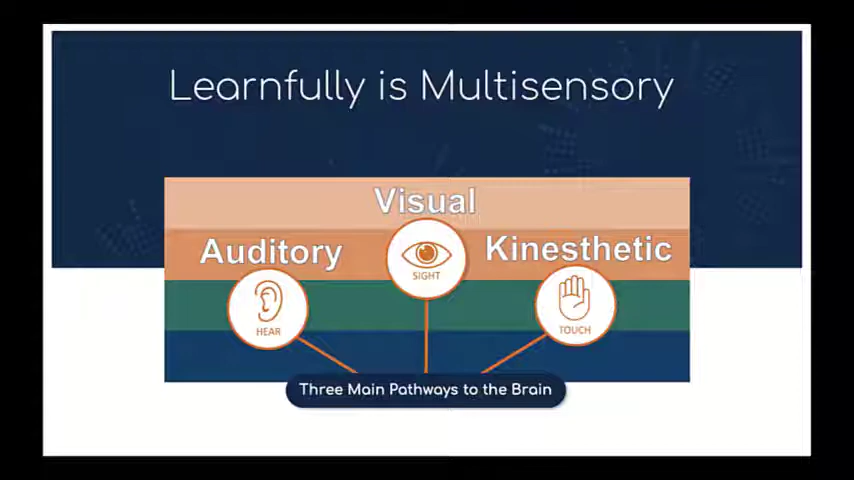 Learnfully is Multisensory
Visual
Auditory
Kinesthetic
SIGHT
HEAR
TOUCH
Three Main Pathways to the Brain